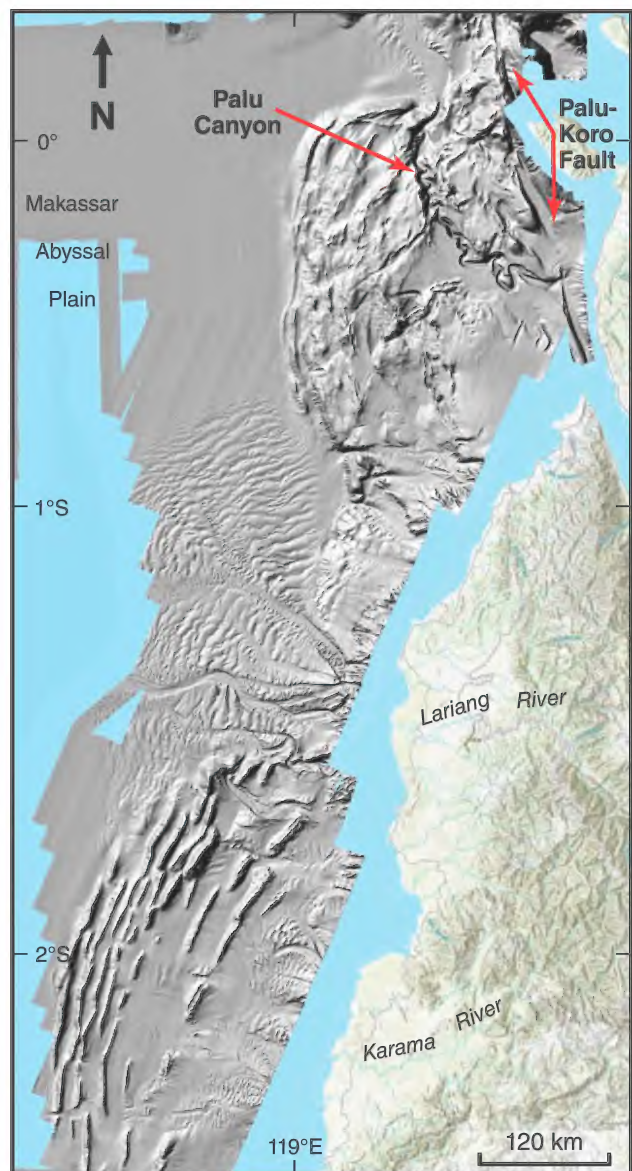 N
Palu
Canyon
Palu-
Koro
Fault
0°
Makassar
Abyssal
Plain
1°S
Lariang River
2°S
Karama River
119°E
120 km